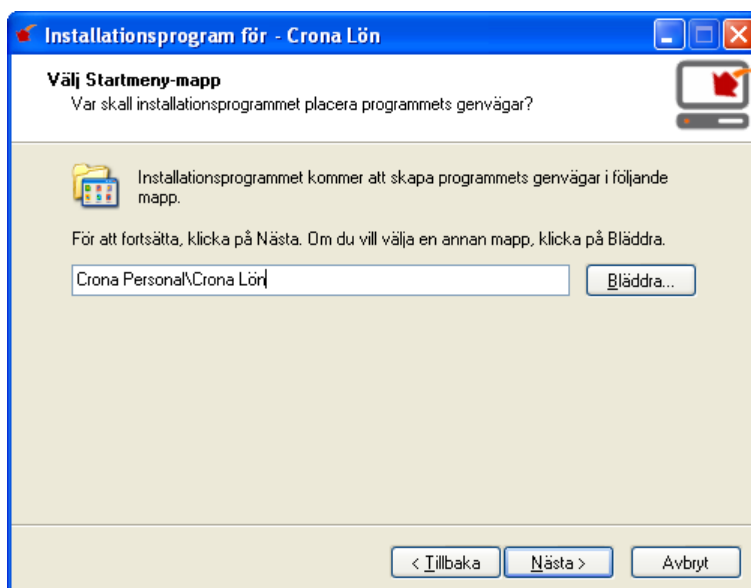 Installationsprogram för - Crona Lön
Välj Startmeny-mapp
Var skall installationsprogrammet placera programmets genvägar?
Installationsprogrammet kommer att skapa programmets genvägar i följande
mapp.
För att fortsätta, klicka på Nästa. Om du vill välja en annan mapp, klicka på Bläddra.
Crona Personal\Crona Lön
Bläddra...
< Tillbaka
Nästa >
Avbryt